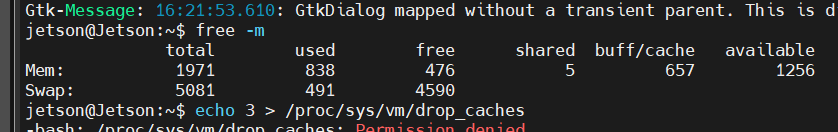 Gtk-Message: 16:21:53.610: GtkDialog mapped without a transient parent. This is d
jetson@Jetson:~$ free -m
total used free shared buff/cache available
Mem: 1971 838 476 5 657 1256
Swap: 5081 491 4590
jetson@Jetson:~$ echo 3 > /proc/sys/vm/drop_caches
-bash: /proc/sys/vm/drop_caches: Permission denied